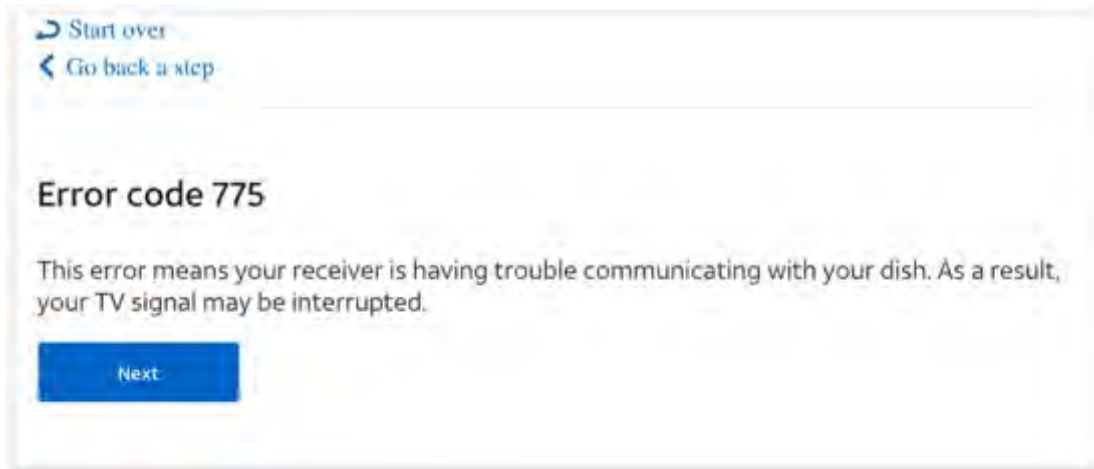 Start over
Go back a step
Error code 775
This error means your receiver is having trouble communicating with your dish. As a result,
your TV signal may be interrupted.
Next